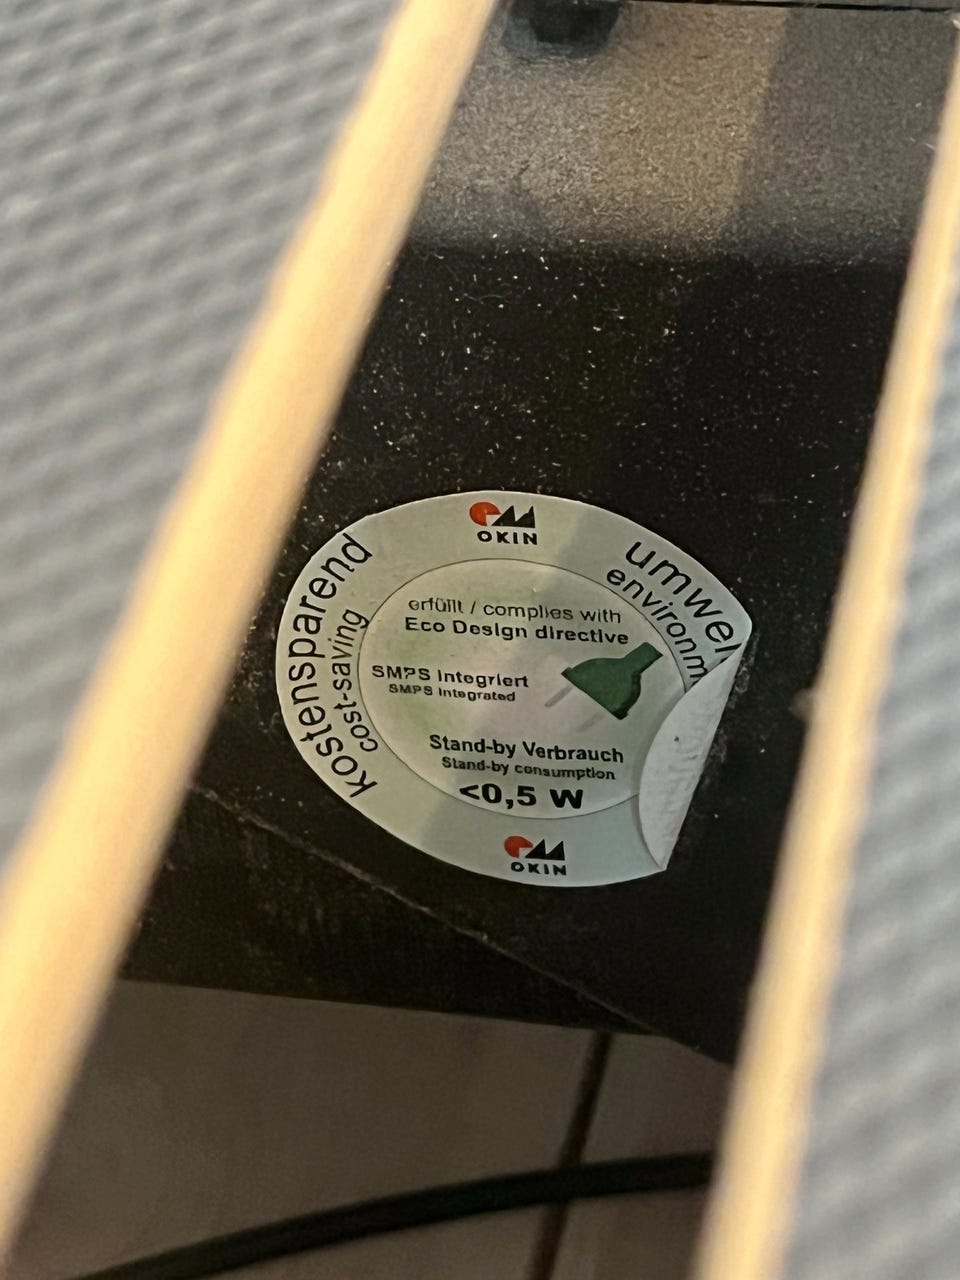 OKIN
kostensparend
cost-saving
umwel
environm
erfüllt / complies with
Eco Design directive
SMPS integriert
SMPS integrated
Stand-by Verbrauch
Stand-by consumption
<0,5 W
OKIN